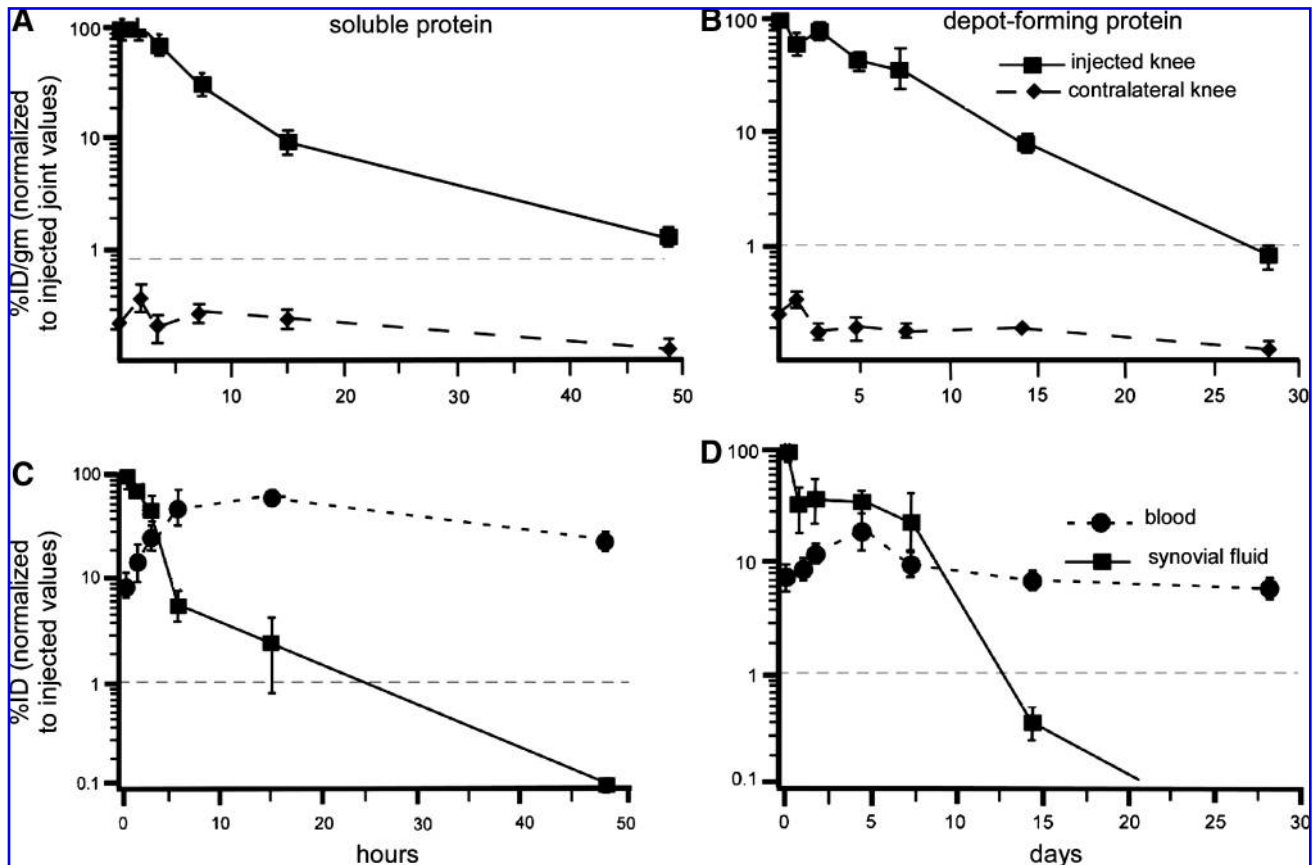 A
soluble protein
%ID/gm (normalized
to injected joint values)
100
10
1
10
20
30
40
50
B
depot-forming protein
injected knee
contralateral knee
100
10
1
5
10
15
20
25
30
C
%ID (normalized
to injected values)
100
10
1
0.1
0
10
20
30
40
50
hours
D
blood
synovial fluid
100
10
1
0.1
0
5
10
15
20
25
30
days